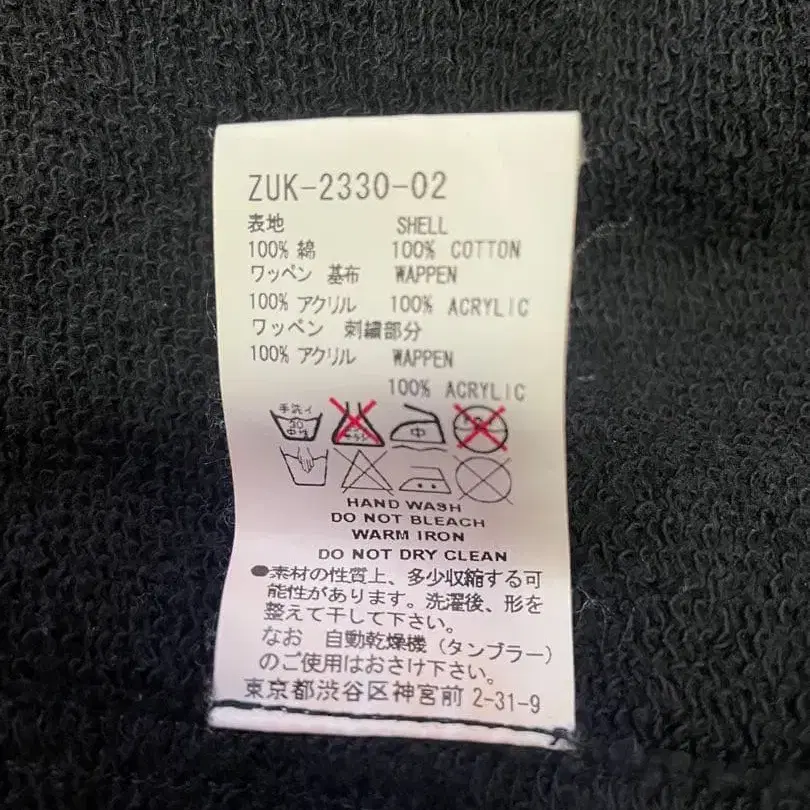 ZUK-2330-02
表地 SHELL
100% 綿 100% COTTON
ワッペン 基布 WAPPEN
100% アクリル 100% ACRYLIC
ワッペン 刺繍部分
100% アクリル WAPPEN
100% ACRYLIC
手洗イ
30
中性
中
HAND WASH
DO NOT BLEACH
WARM IRON
DO NOT DRY CLEAN
●素材の性質上、多少収縮する可
能性があります。洗濯後、形を
整えて干して下さい。
なお 自動乾燥機（タンブラー）
のご使用はおさけ下さい。
東京都渋谷区神宮前 2-31-9